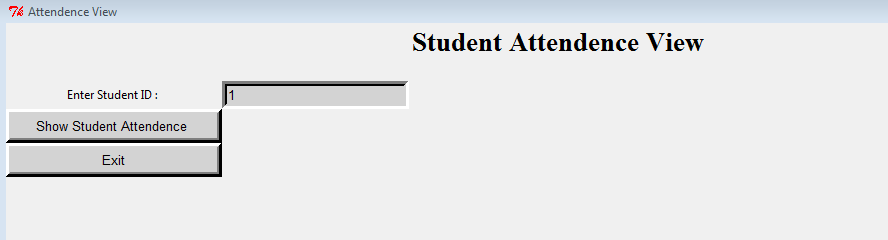 Attendence View
Student Attendence View
Enter Student ID :
1
Show Student Attendence
Exit